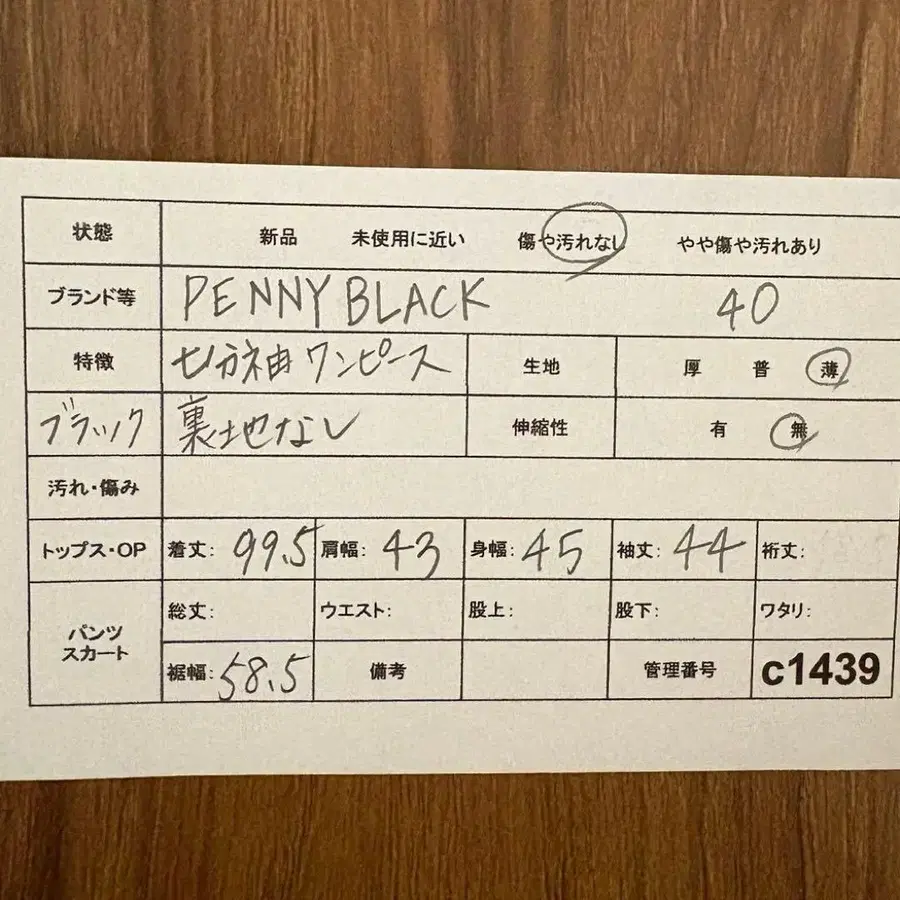 状態 新品 未使用に近い 傷や汚れなし やや傷や汚れあり
ブランド等 PENNY BLACK 40
特徴 七分袖ワンピース 生地 厚 普 薄
ブラック 裏地なし 伸縮性 有 無
汚れ・傷み
トップス・OP 着丈: 99.5 肩幅: 43 身幅: 45 袖丈: 44 裄丈:
パンツ スカート 総丈: ウエスト: 股上: 股下: ワタリ:
裾幅: 58.5 備考 管理番号 c1439